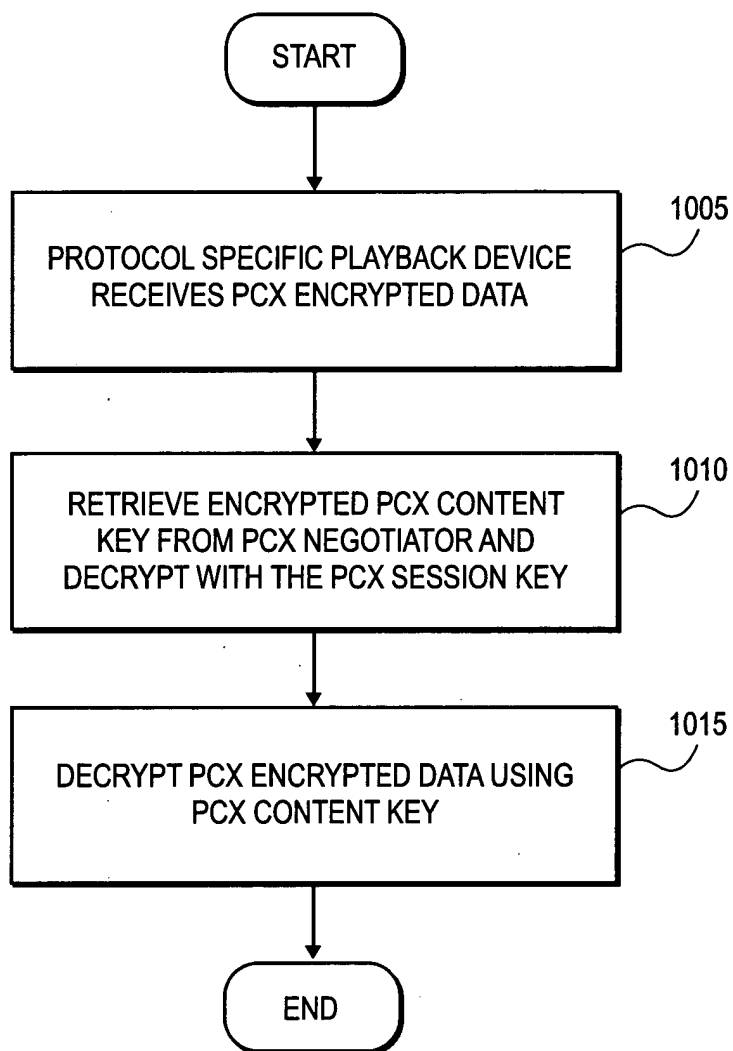 START
1005
PROTOCOL SPECIFIC PLAYBACK DEVICE
RECEIVES PCX ENCRYPTED DATA
1010
RETRIEVE ENCRYPTED PCX CONTENT
KEY FROM PCX NEGOTIATOR AND
DECRYPT WITH THE PCX SESSION KEY
1015
DECRYPT PCX ENCRYPTED DATA USING
PCX CONTENT KEY
END